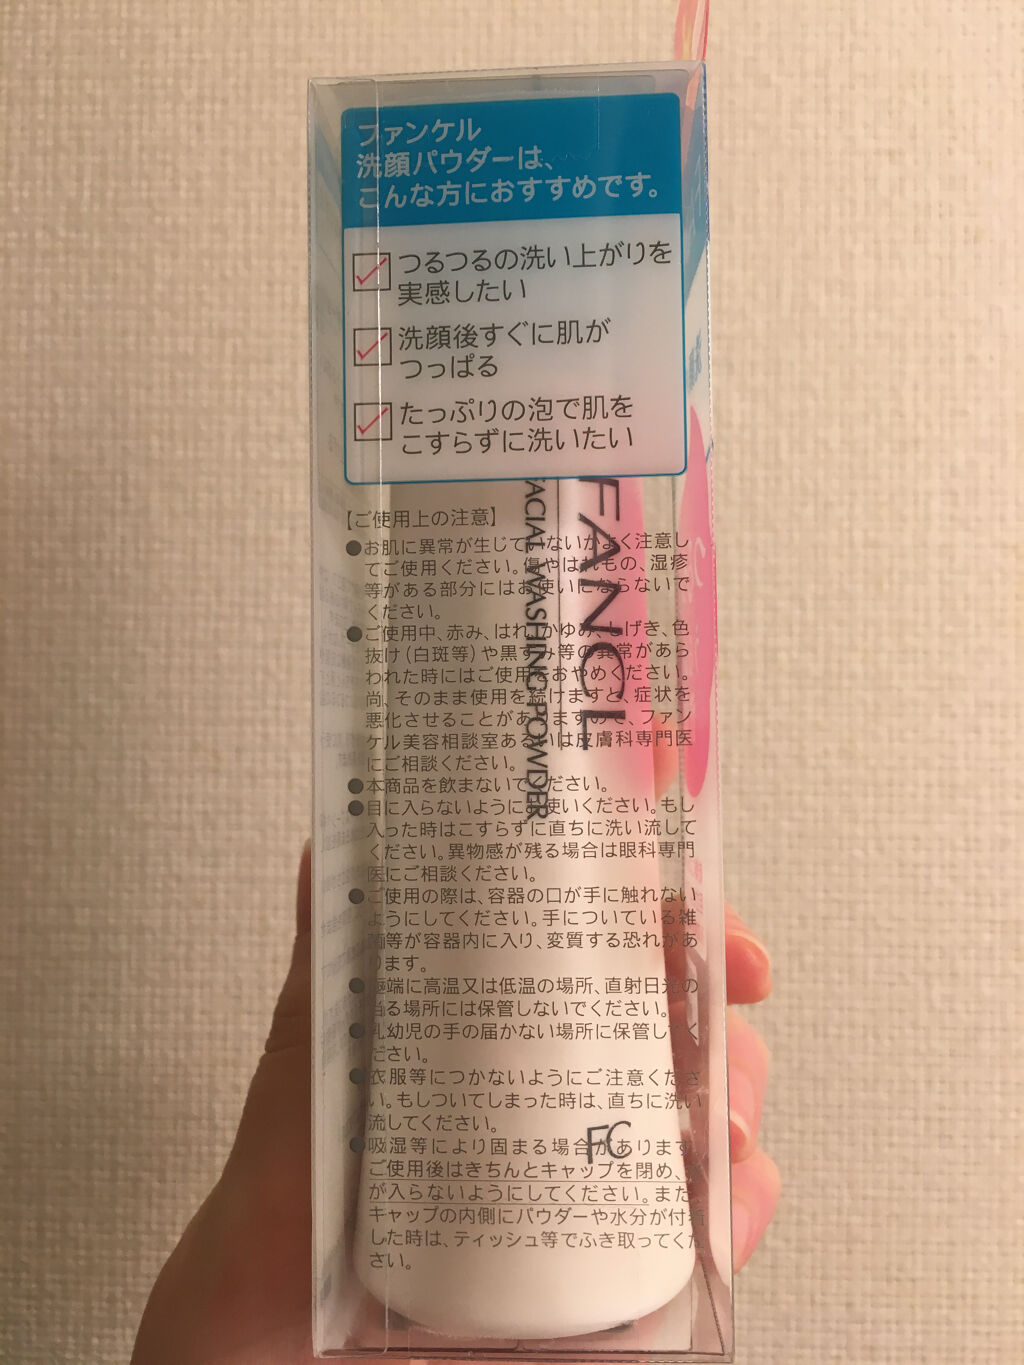 ファンケル
洗顔パウダーは、
こんな方におすすめです。
つるつるの洗い上がりを
実感したい
洗顔後すぐに肌が
つっぱる
たっぷりの泡で肌を
こすらずに洗いたい
FANCL
FACIAL WASHING POWDER
【ご使用上の注意】
●お肌に異常が生じていないかよく注意し
てご使用ください。傷やはれもの、湿疹
等がある部分にはお使いにならないで
ください。
●ご使用中、赤み、はれ、かゆみ、しげき、色
抜け(白斑等)や黒ずみ等の異常があら
われた時にはご使用をおやめください。
尚、そのまま使用を続けますと、症状を
悪化させることがありますので、ファン
ケル美容相談室あるいは皮膚科専門医
にご相談ください。
●本商品を飲まないでください。
●目に入らないようにお使いください。もし
入った時はこすらずに直ちに洗い流して
ください。異物感が残る場合は眼科専門
医にご相談ください。
●ご使用の際は、容器の口が手に触れない
ようにしてください。手についている雑
菌等が容器内に入り、変質する恐れがあ
ります。
●極端に高温又は低温の場所、直射日光の
当る場所には保管しないでください。
●乳幼児の手の届かない場所に保管してく
ださい。
●衣服等につかないようにご注意くださ
い。もしついてしまった時は、直ちに洗い
流してください。
●吸湿等により固まる場合があります。
ご使用後はきちんとキャップを閉め、
が入らないようにしてください。また、
キャップの内側にパウダーや水分が付着
した時は、ティッシュ等でふき取ってくだ
さい。
FC